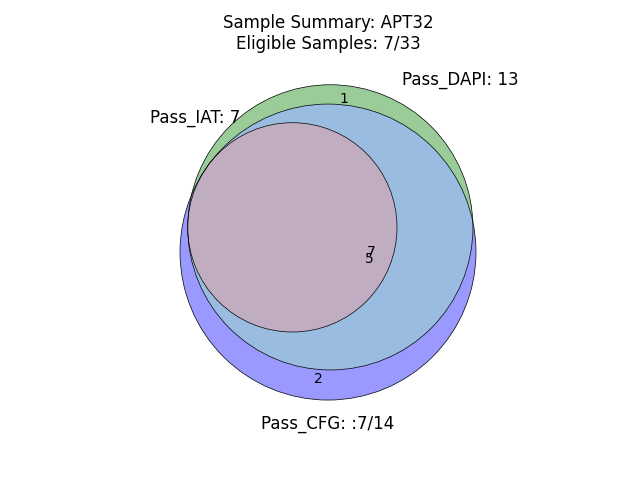 Sample Summary: APT32
Eligible Samples: 7/33
Pass_DAPI: 13
1
Pass_IAT: 7
7
5
2
Pass_CFG: :7/14